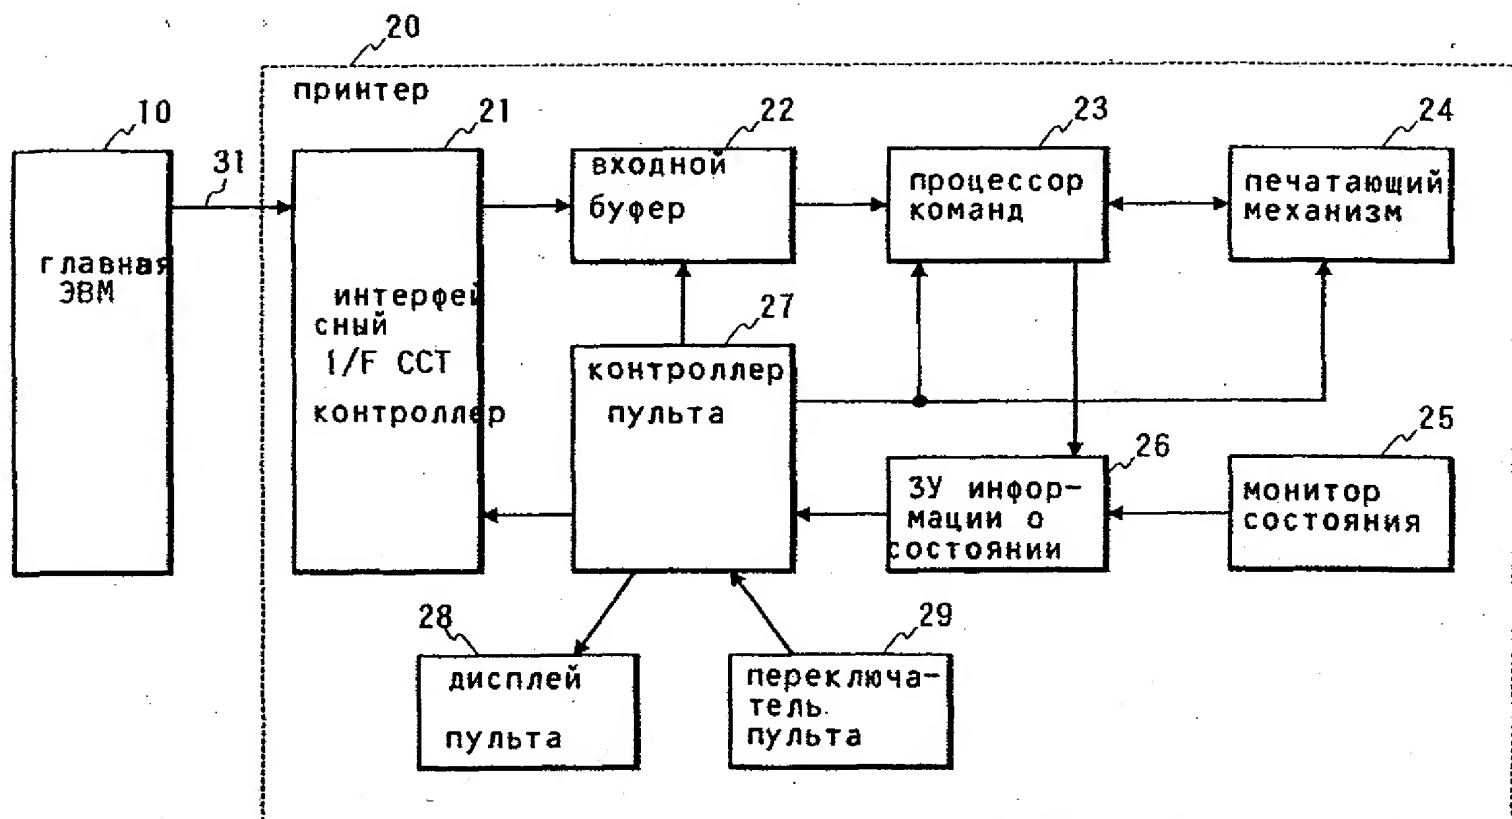 20
принтер
10
21
22
23
24
31
главная
ЭВМ
интерфей
сный
I/F CCT
контроллер
входной
буфер
процессор
команд
печатающий
механизм
27
контроллер
пульта
26
ЗУ инфор-
мации о
состоянии
25
монитор
состояния
28
дисплей
пульта
29
переключа-
тель
пульта